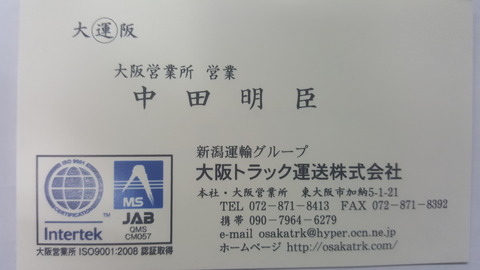 大運阪
大阪営業所 営業
中田明臣
新潟運輸グループ
大阪トラック運送株式会社
本社・大阪営業所 東大阪市加納5-1-21
TEL 072-871-8413 FAX 072-871-8392
携帯 090-7964-6279
e-mail osakatrk@hyper.ocn.ne.jp
ホームページ http://osakatrk.com/
ISO 9001
CERTIFICATION
TM
Intertek
MS
JAB
QMS
CM057
大阪営業所 ISO9001:2008 認証取得